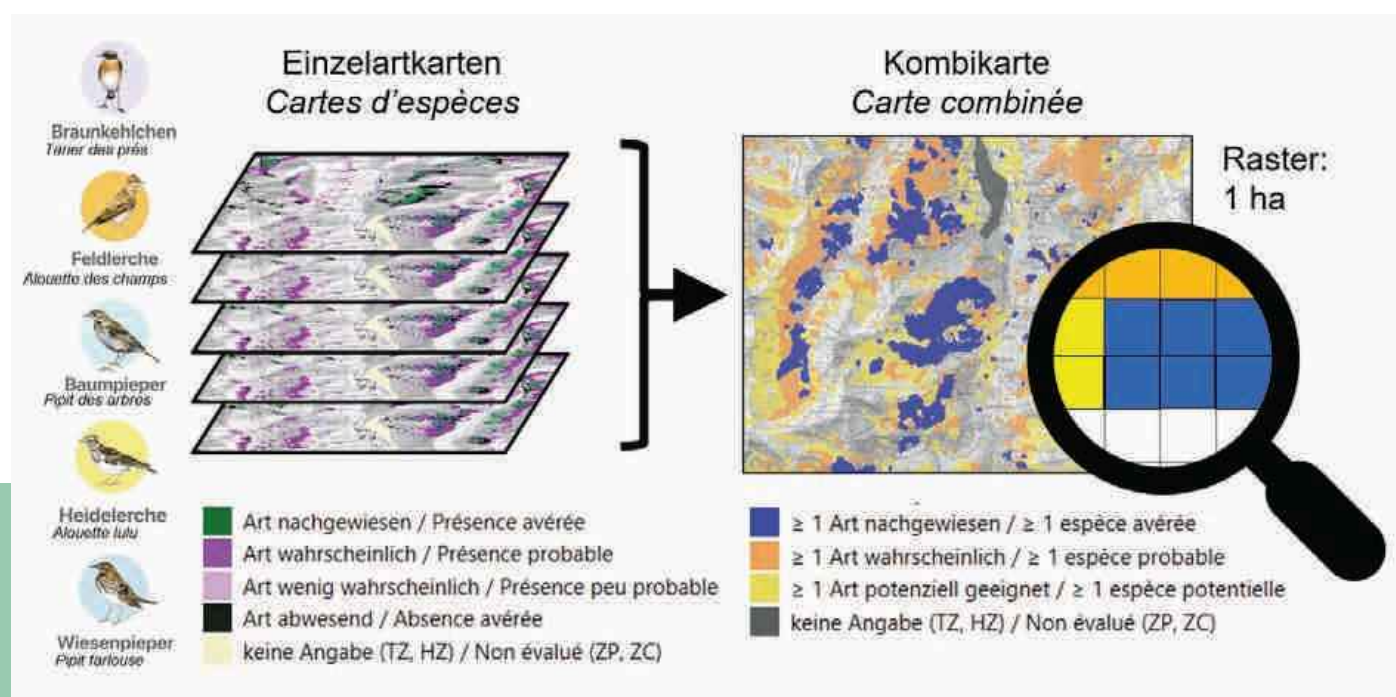 Braunkehlchen
Tarier des prés
Feldlerche
Alouette des champs
Baumpieper
Pipit des arbres
Heidelerche
Alouette lulu
Wiesenpieper
Pipit farlouse
Einzelartkarten
Cartes d'espèces
Art nachgewiesen / Présence avérée
Art wahrscheinlich / Présence probable
Art wenig wahrscheinlich / Présence peu probable
Art abwesend / Absence avérée
keine Angabe (TZ, HZ) / Non évalué (ZP, ZC)
Kombikarte
Carte combinée
Raster:
1 ha
≥ 1 Art nachgewiesen / ≥ 1 espèce avérée
≥ 1 Art wahrscheinlich / ≥ 1 espèce probable
≥ 1 Art potenziell geeignet / ≥ 1 espèce potentielle
keine Angabe (TZ, HZ) / Non évalué (ZP, ZC)